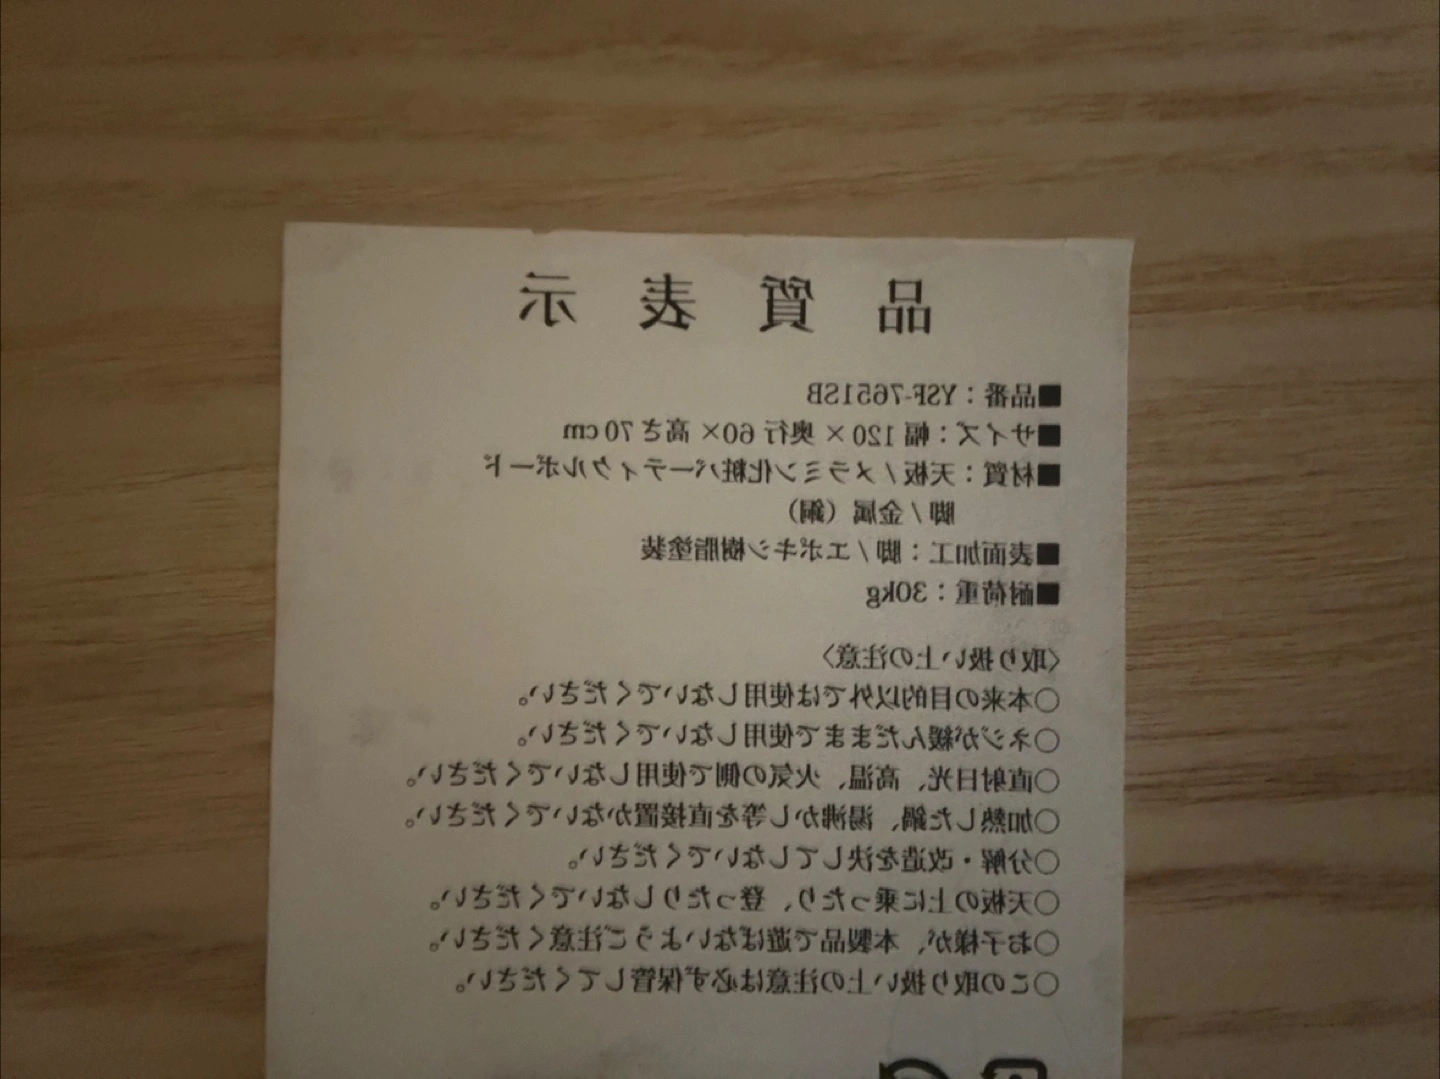 品質表示
■品番：YSF-7651SB
■サイズ：幅 120 × 奥行 60× 高さ 70 cm
■材質：天板 / メラミン化粧パーティクルボード
脚 / 金属（鋼）
■表面加工：脚 / エポキシ樹脂塗装
■耐荷重：30kg
〈取り扱い上の注意〉
○本来の目的以外では使用しないでください。
○ネジが緩んだままで使用しないでください。
○直射日光、高温、火気の側で使用しないでください。
○加熱した鍋、湯沸かし等を直接置かないでください。
○分解・改造を決してしないでください。
○天板の上に乗ったり、登ったりしないでください。
○お子様が、本製品で遊ばないようご注意ください。
○この取り扱い上の注意は必ず保管してください。